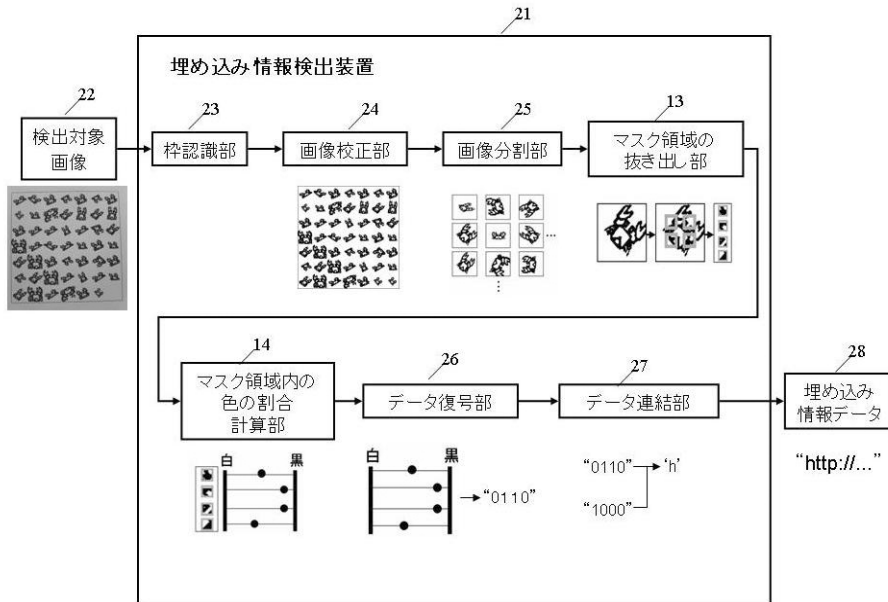 21
埋め込み情報検出装置
22
検出対象
画像
23
枠認識部
24
画像校正部
25
画像分割部
13
マスク領域の
抜き出し部
…
⋮
14
マスク領域内の
色の割合
計算部
26
データ復号部
27
データ連結部
28
埋め込み
情報データ
白 黒
白 黒
“0110”
“0110” ‘h’
“1000”
“http://...”